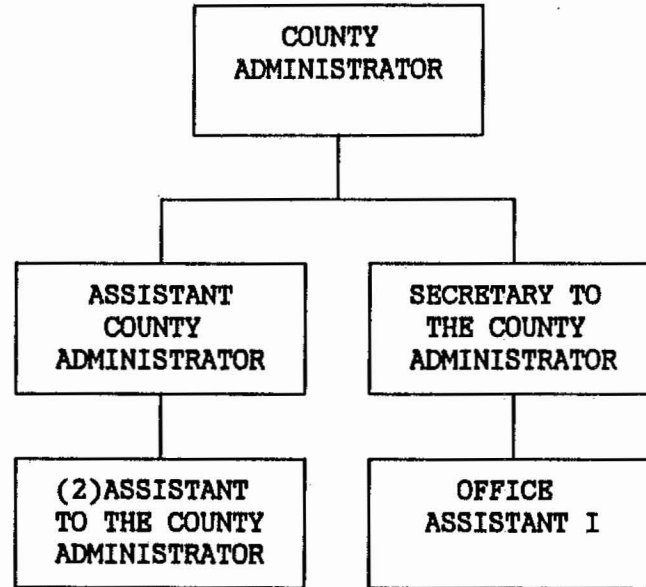 COUNTY
ADMINISTRATOR
ASSISTANT
COUNTY
ADMINISTRATOR
SECRETARY TO
THE COUNTY
ADMINISTRATOR
(2)ASSISTANT
TO THE COUNTY
ADMINISTRATOR
OFFICE
ASSISTANT I